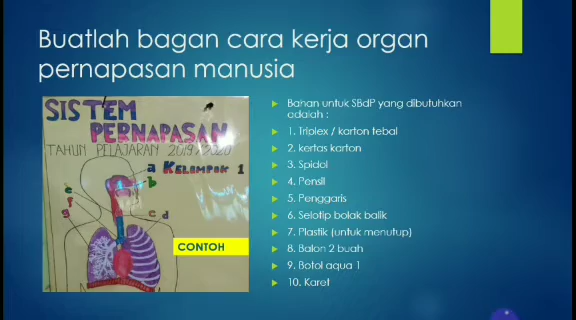 Buatlah bagan cara kerja organ
pernapasan manusia
SISTEM
PERNAPASAN
TAHUN PELAJARAN 2019/2020
a KELOMPOK 1
b
e
f
g
c d
CONTOH
Bahan untuk SBdP yang dibutuhkan
adalah :
1. Triplex / karton tebal
2. kertas karton
3. Spidol
4. Pensil
5. Penggaris
6. Selotip bolak balik
7. Plastik (untuk menutup)
8. Balon 2 buah
9. Botol aqua 1
10. Karet